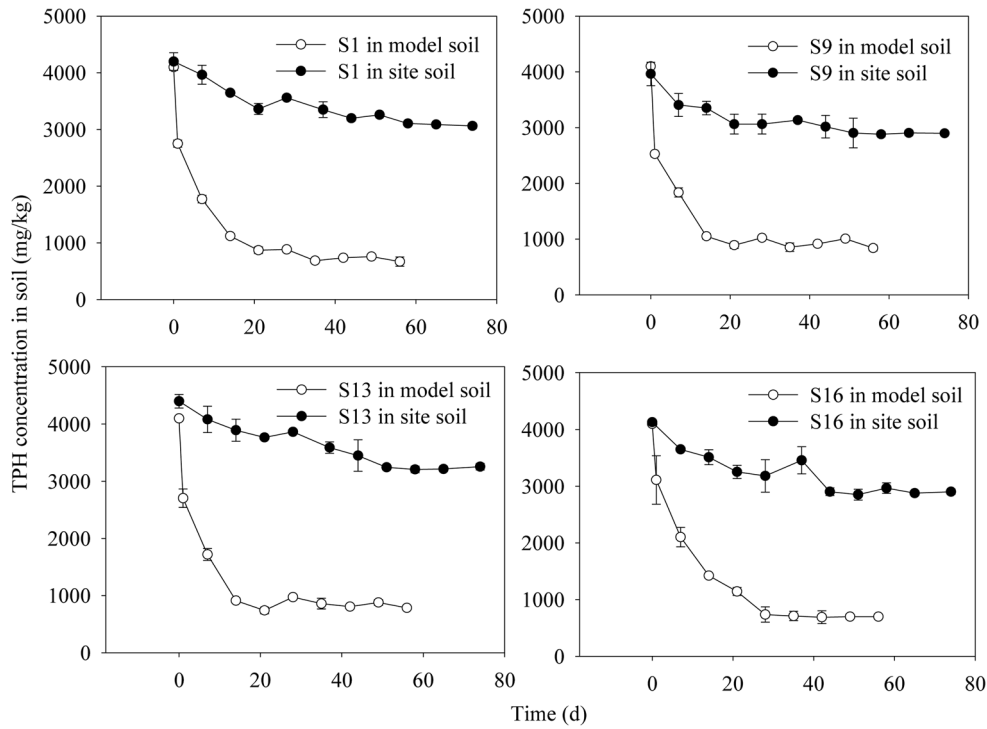 TPH concentration in soil (mg/kg)
5000
4000
3000
2000
1000
0
0 20 40 60 80
S1 in model soil
S1 in site soil
5000
4000
3000
2000
1000
0
0 20 40 60 80
S9 in model soil
S9 in site soil
5000
4000
3000
2000
1000
0
0 20 40 60 80
S13 in model soil
S13 in site soil
5000
4000
3000
2000
1000
0
0 20 40 60 80
S16 in model soil
S16 in site soil
Time (d)